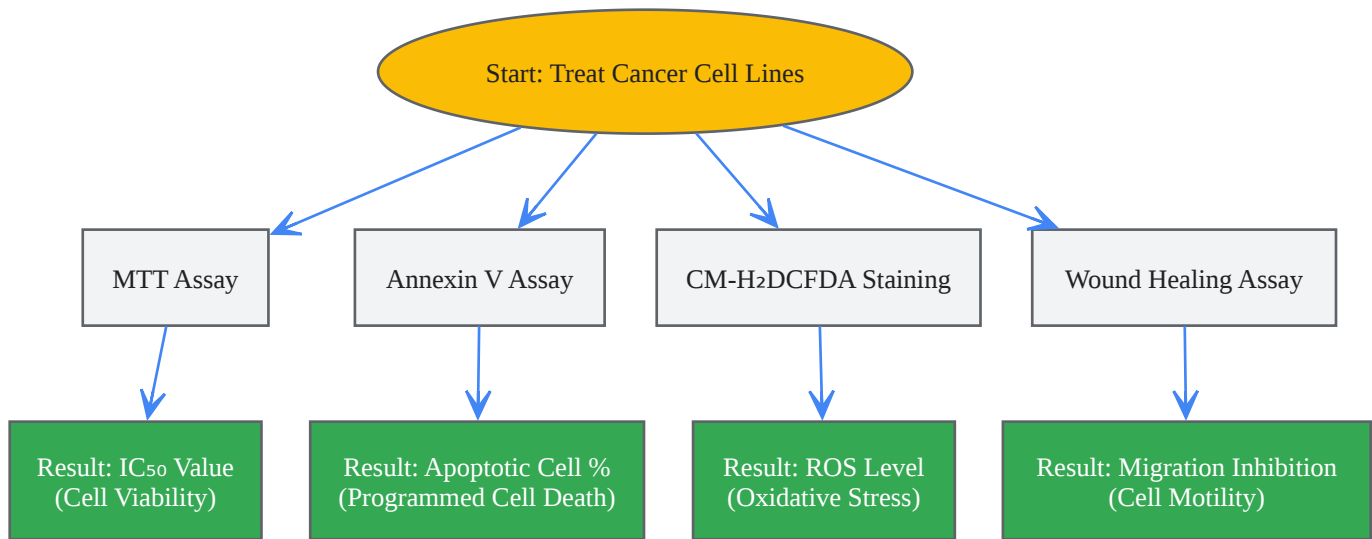 Start: Treat Cancer Cell Lines
MTT Assay
Annexin V Assay
CM-H₂DCFDA Staining
Wound Healing Assay
Result: IC₅₀ Value
(Cell Viability)
Result: Apoptotic Cell %
(Programmed Cell Death)
Result: ROS Level
(Oxidative Stress)
Result: Migration Inhibition
(Cell Motility)